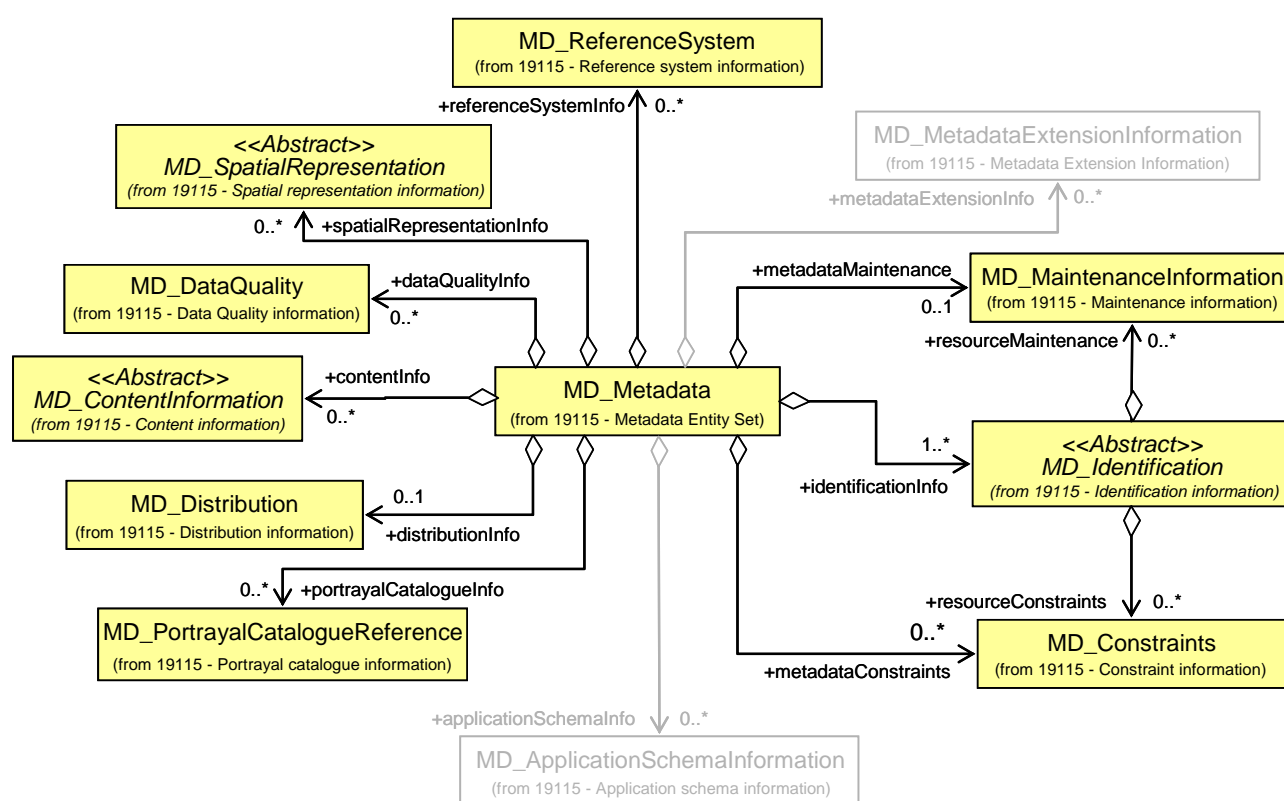 MD_ReferenceSystem
(from 19115 - Reference system information)
+referenceSystemInfo
0..*
MD_MetadataExtensionInformation
(from 19115 - Metadata Extension Information)
+metadataExtensionInfo
0..*
<<Abstract>>
MD_SpatialRepresentation
(from 19115 - Spatial representation information)
0..*
+spatialRepresentationInfo
MD_DataQuality
(from 19115 - Data Quality information)
+dataQualityInfo
0..*
+metadataMaintenance
0..1
MD_MaintenanceInformation
(from 19115 - Maintenance information)
+resourceMaintenance
0..*
<<Abstract>>
MD_ContentInformation
(from 19115 - Content information)
+contentInfo
0..*
MD_Metadata
(from 19115 - Metadata Entity Set)
1..*
+identificationInfo
<<Abstract>>
MD_Identification
(from 19115 - Identification information)
MD_Distribution
(from 19115 - Distribution information)
0..1
+distributionInfo
0..*
+portrayalCatalogueInfo
MD_PortrayalCatalogueReference
(from 19115 - Portrayal catalogue information)
+resourceConstraints
0..*
0..*
+metadataConstraints
MD_Constraints
(from 19115 - Constraint information)
+applicationSchemaInfo
0..*
MD_ApplicationSchemaInformation
(from 19115 - Application schema information)